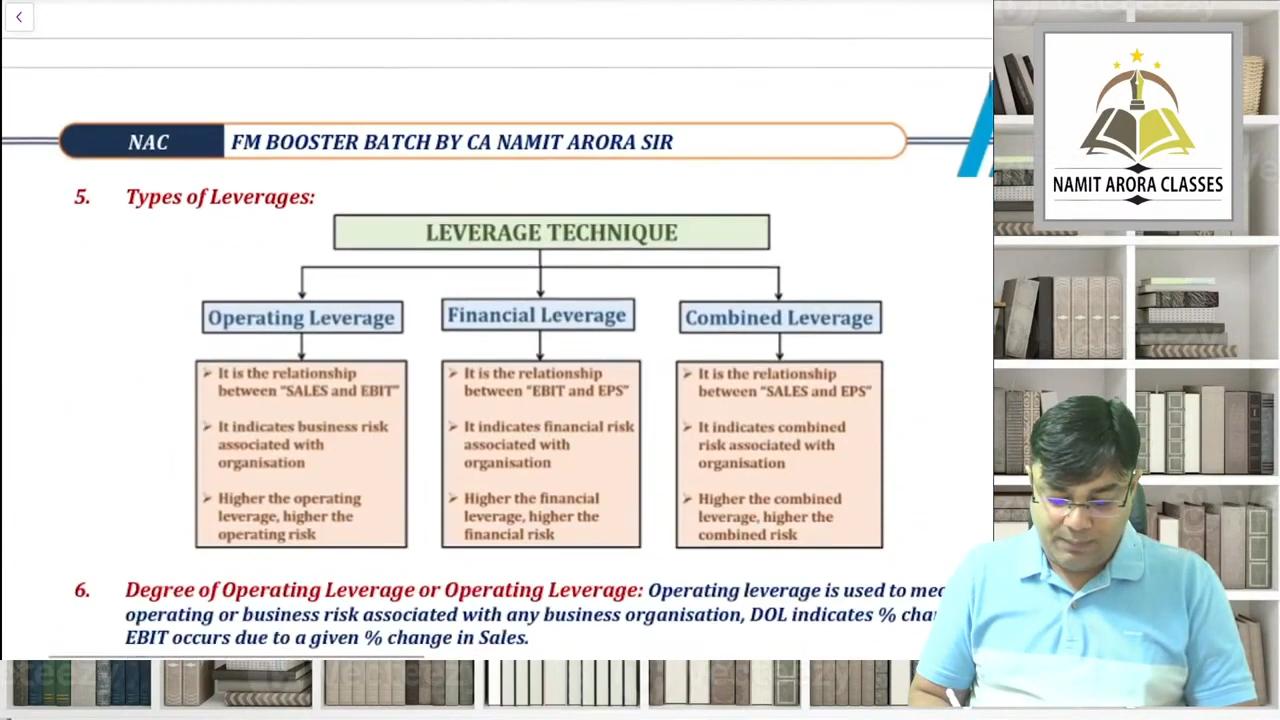 NAC FM BOOSTER BATCH BY CA NAMIT ARORA SIR
NAMIT ARORA CLASSES
5. Types of Leverages:
LEVERAGE TECHNIQUE
Operating Leverage
➢ It is the relationship
between "SALES and EBIT"
➢ It indicates business risk
associated with
organisation
➢ Higher the operating
leverage, higher the
operating risk
Financial Leverage
➢ It is the relationship
between "EBIT and EPS"
➢ It indicates financial risk
associated with
organisation
➢ Higher the financial
leverage, higher the
financial risk
Combined Leverage
➢ It is the relationship
between "SALES and EPS"
➢ It indicates combined
risk associated with
organisation
➢ Higher the combined
leverage, higher the
combined risk
6. Degree of Operating Leverage or Operating Leverage: Operating leverage is used to
operating or business risk associated with any business organisation, DOL indicates %
EBIT occurs due to a given % change in Sales.